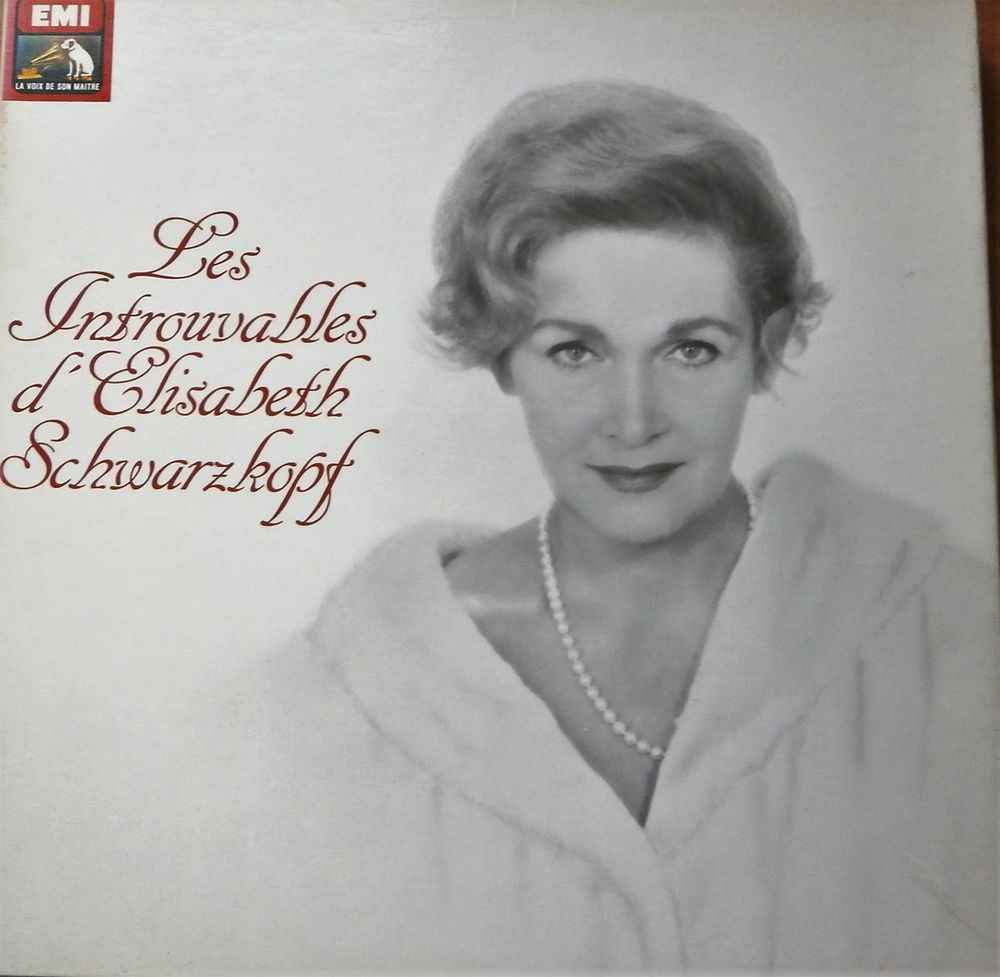 EMI
LA VOIX DE SON MAITRE
Les
Introuvables
d'Elisabeth
Schwarzkopf